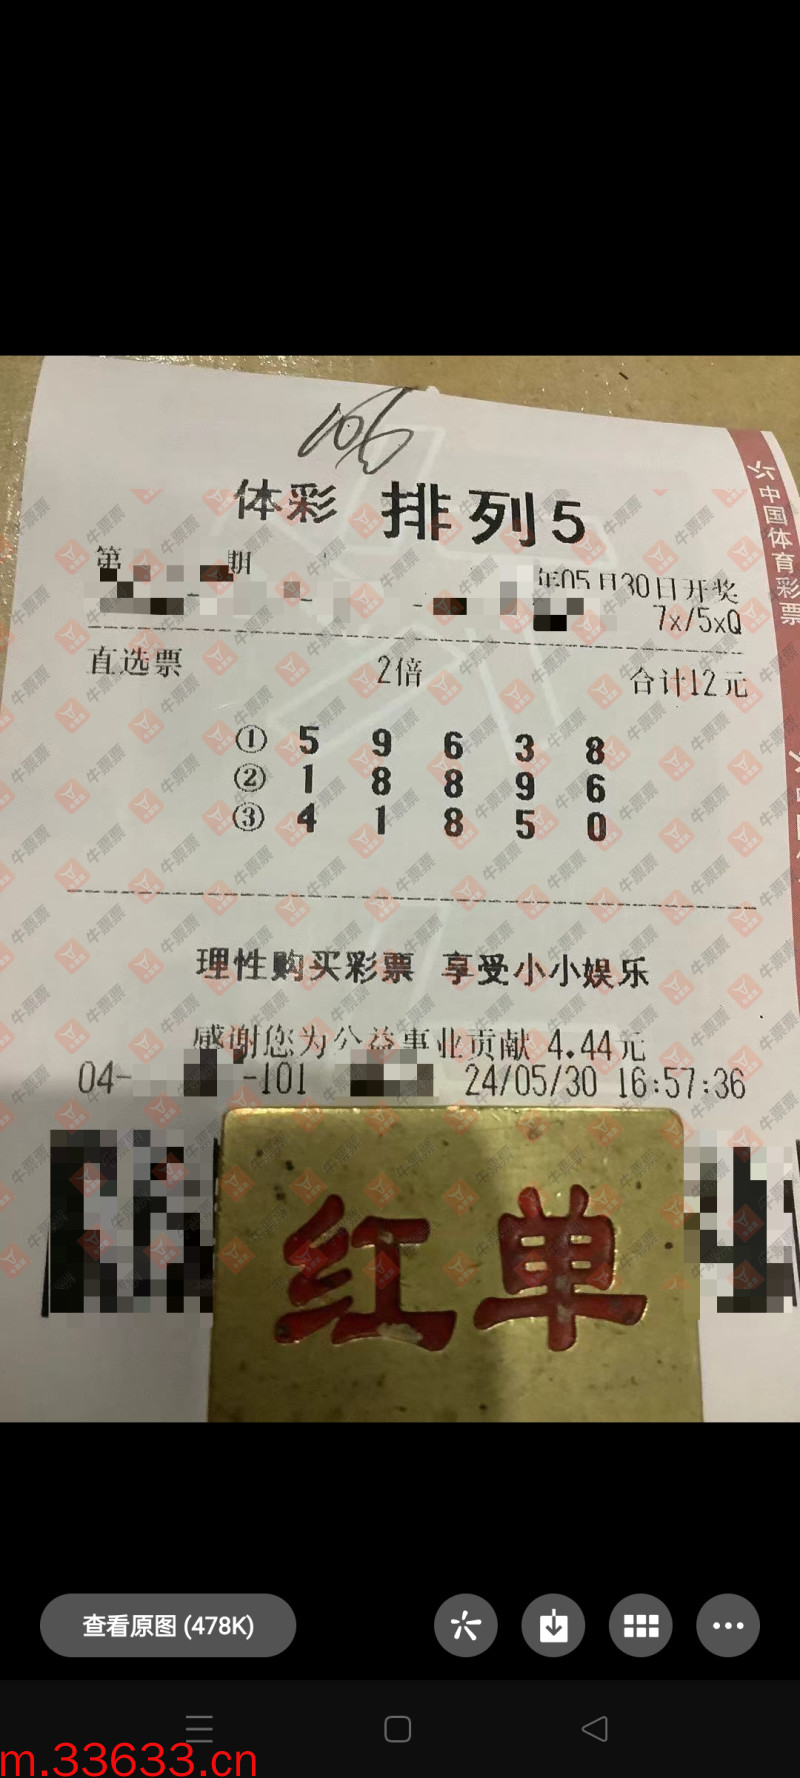 106
体彩 排列5
第 期
年05月30日开奖
7x/5xQ
直选票 2倍 合计12元
① 5 9 6 3 8
② 1 8 8 9 6
③ 4 1 8 5 0
理性购买彩票 享受小小娱乐
感谢您为公益事业贡献 4.44元
04- -101 24/05/30 16:57:36
红单
中国体育彩票
牛票票
查看原图 (478K)
m.33633.cn